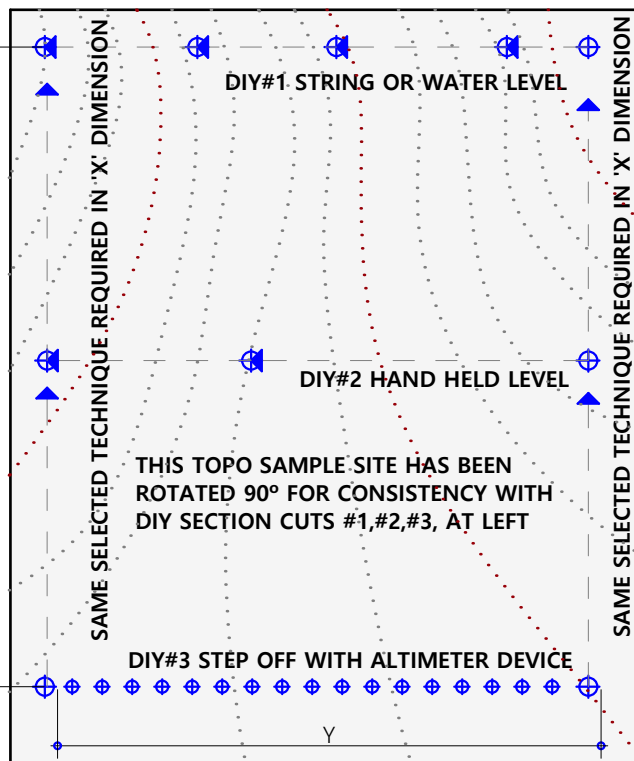 SAME SELECTED TECHNIQUE REQUIRED IN 'X' DIMENSION
DIY#1 STRING OR WATER LEVEL
SAME SELECTED TECHNIQUE REQUIRED IN 'X' DIMENSION
DIY#2 HAND HELD LEVEL
THIS TOPO SAMPLE SITE HAS BEEN
ROTATED 90º FOR CONSISTENCY WITH
DIY SECTION CUTS #1,#2,#3, AT LEFT
DIY#3 STEP OFF WITH ALTIMETER DEVICE
Y